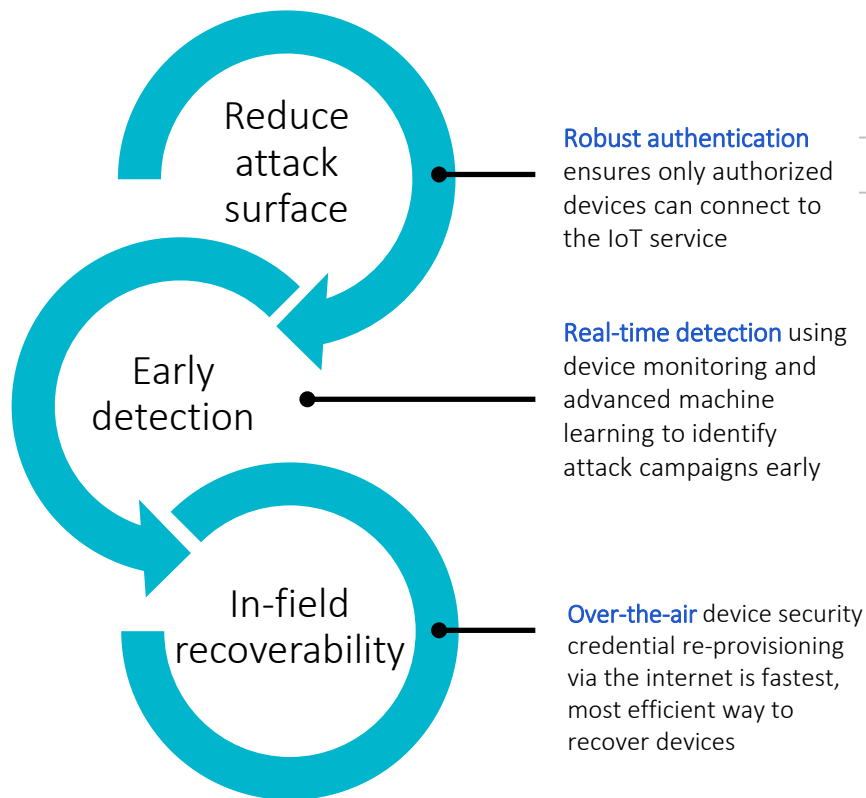 Reduce
attack
surface
Robust authentication
ensures only authorized
devices can connect to
the IoT service
Early
detection
Real-time detection using
device monitoring and
advanced machine
learning to identify
attack campaigns early
In-field
recoverability
Over-the-air device security
credential re-provisioning
via the internet is fastest,
most efficient way to
recover devices